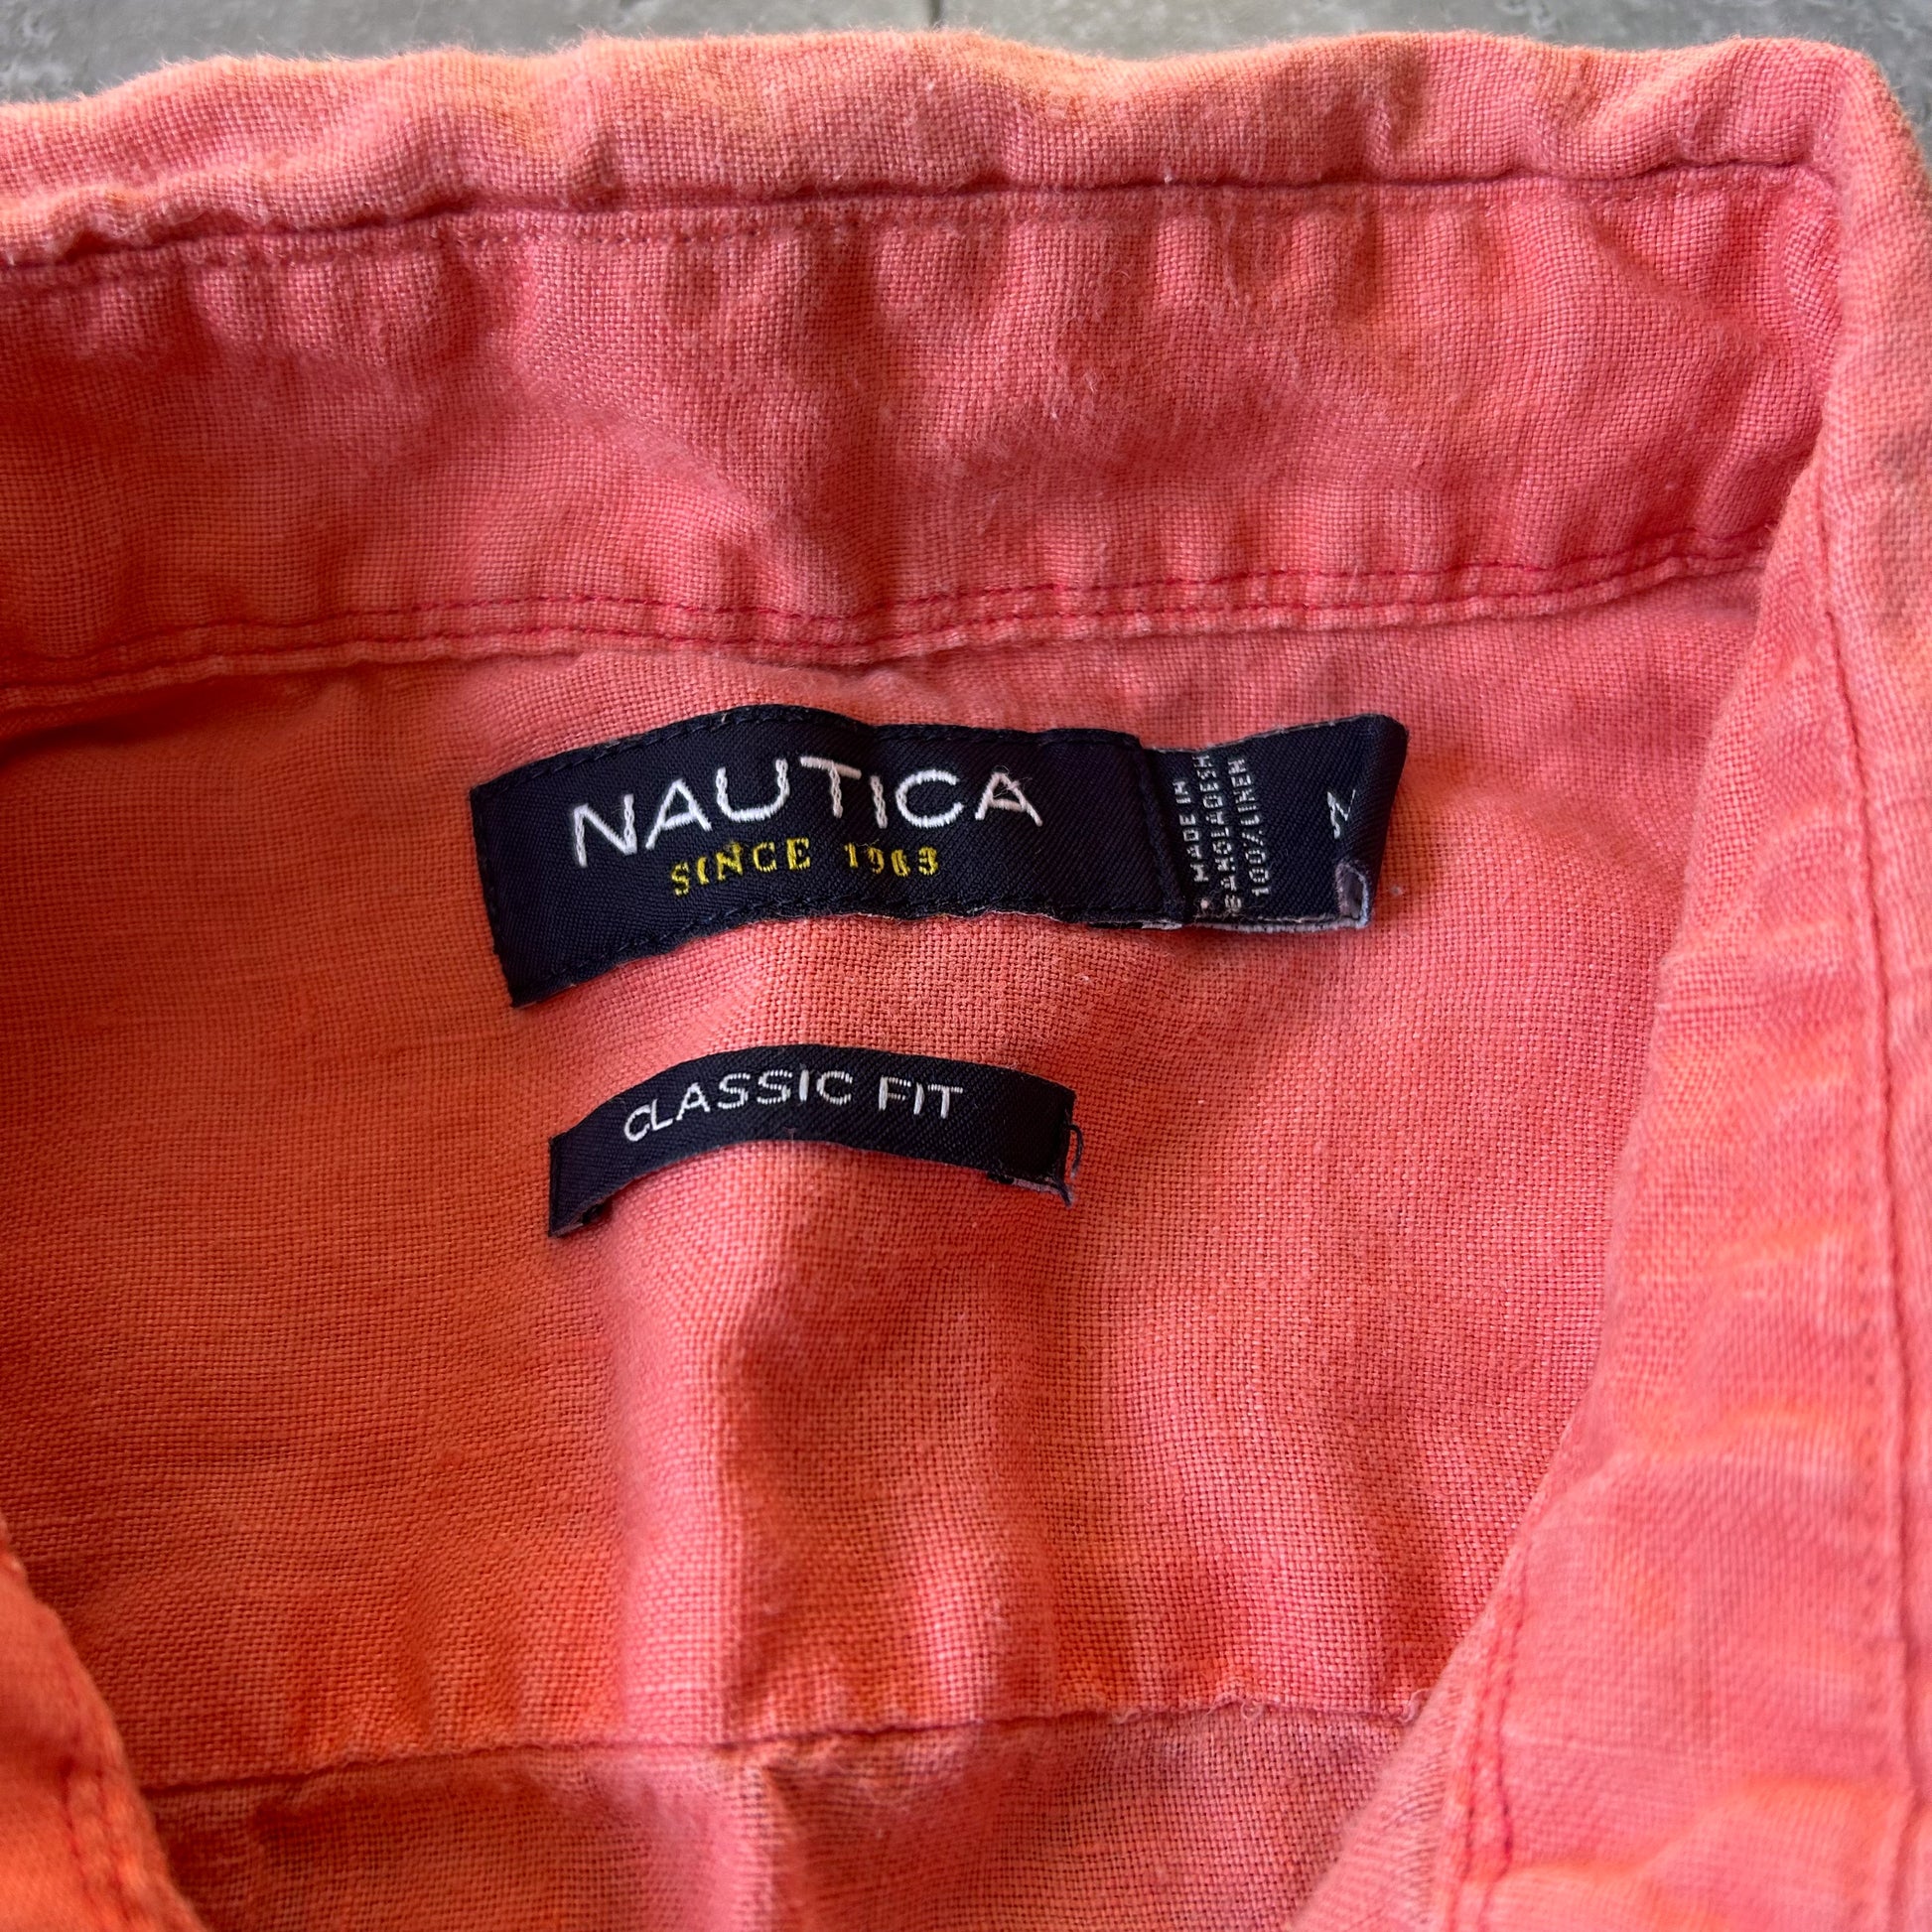 NAUTICA
SINCE 1983
CLASSIC FIT
MADE IN
BANGLADESH
100% LINEN